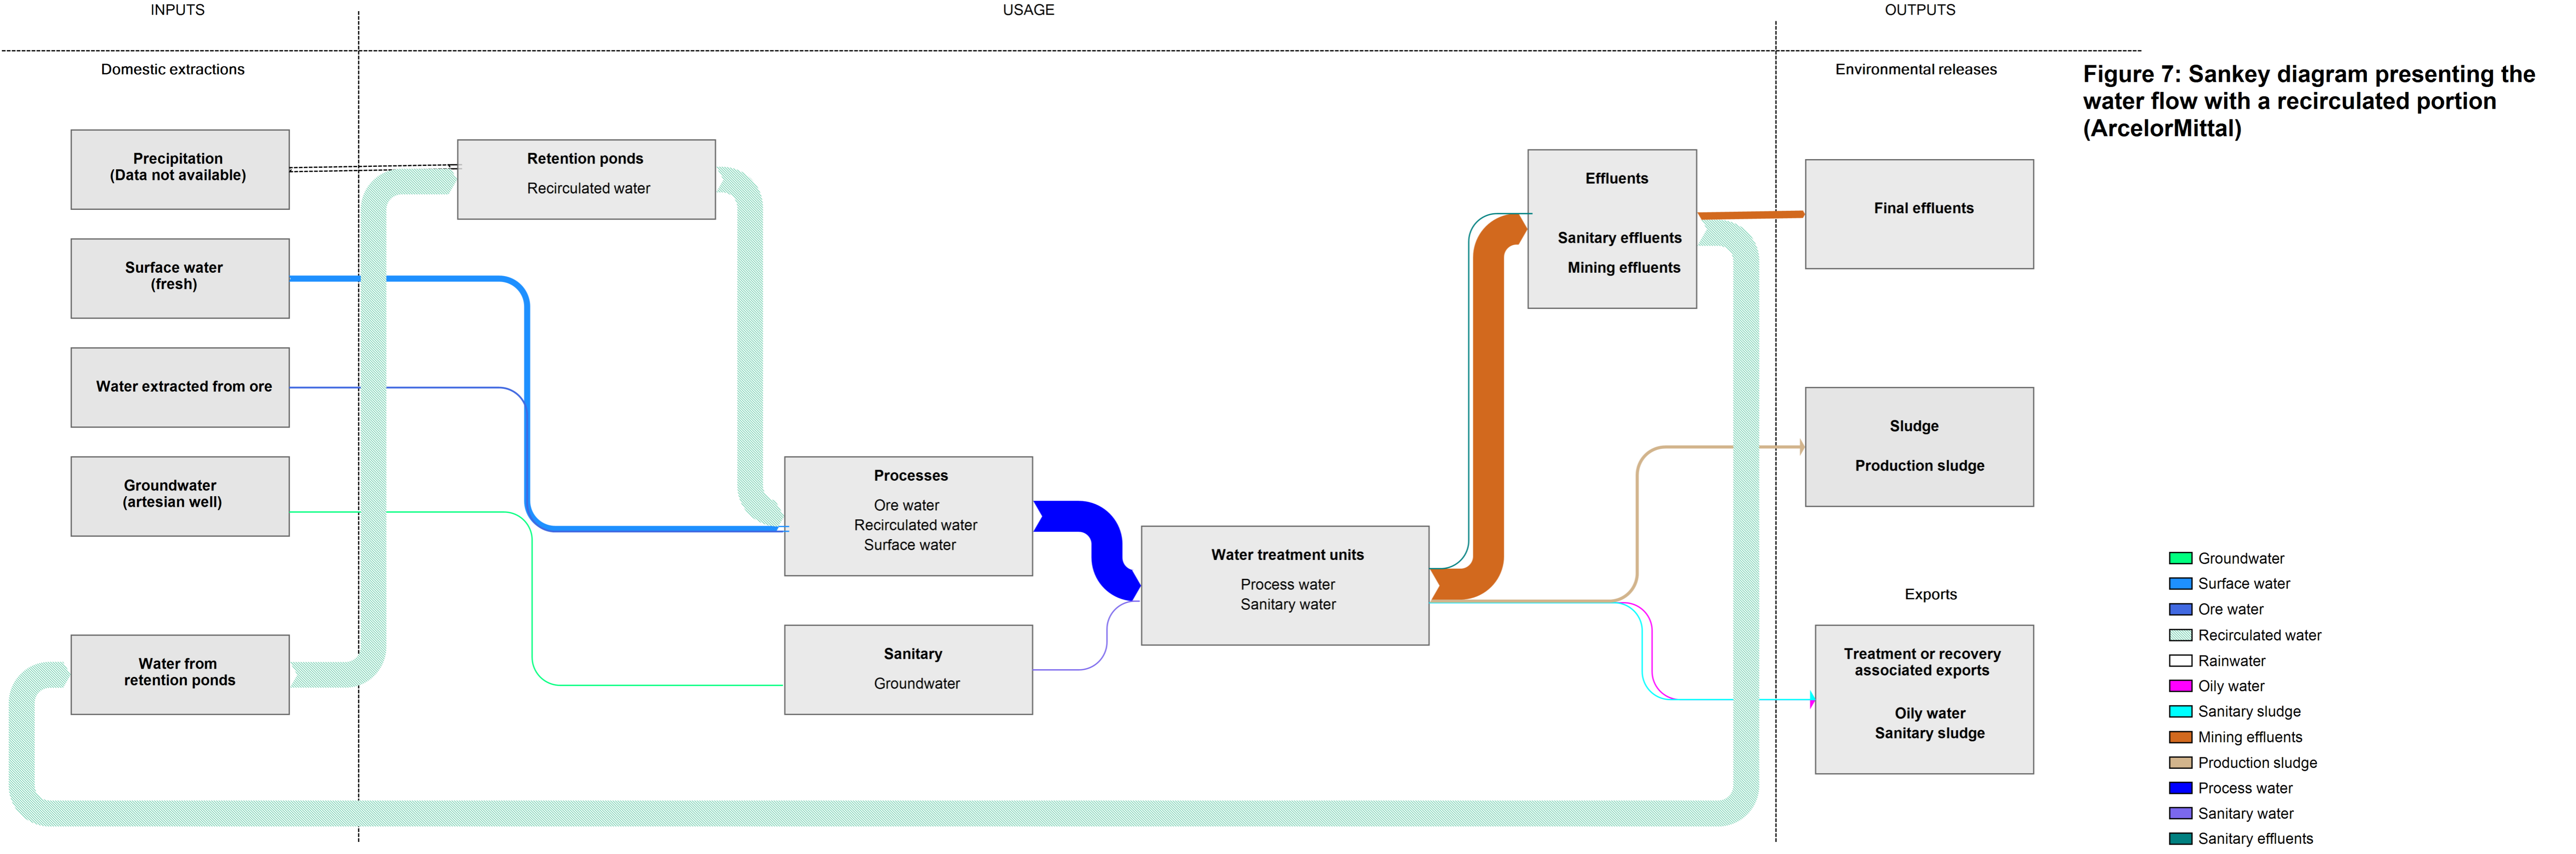 INPUTS
USAGE
OUTPUTS
Domestic extractions
Environmental releases
Figure 7: Sankey diagram presenting the
water flow with a recirculated portion
(ArcelorMittal)
Precipitation
(Data not available)
Surface water
(fresh)
Water extracted from ore
Groundwater
(artesian well)
Water from
retention ponds
Retention ponds
Recirculated water
Processes
Ore water
Recirculated water
Surface water
Sanitary
Groundwater
Water treatment units
Process water
Sanitary water
Effluents
Sanitary effluents
Mining effluents
Final effluents
Sludge
Production sludge
Exports
Treatment or recovery
associated exports
Oily water
Sanitary sludge
Groundwater
Surface water
Ore water
Recirculated water
Rainwater
Oily water
Sanitary sludge
Mining effluents
Production sludge
Process water
Sanitary water
Sanitary effluents